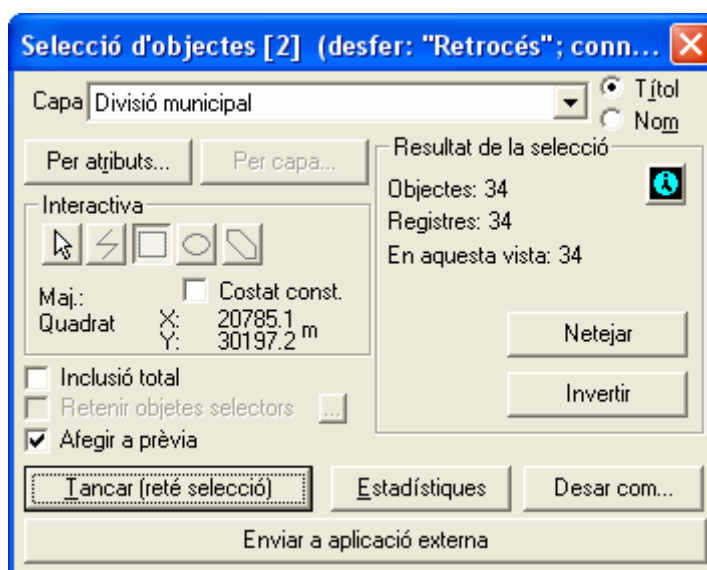 Selecció d'objectes [2] (desfer: "Retrocés"; conn...
Capa Divisió municipal
Títol
Nom
Per atributs...
Per capa...
Interactiva
Maj.:
Quadrat
Costat const.
X: 20785.1 m
Y: 30197.2
Inclusió total
Retenir objetes selectors ...
Afegir a prèvia
Resultat de la selecció
Objectes: 34
Registres: 34
En aquesta vista: 34
Netejar
Invertir
Tancar (reté selecció)
Estadístiques
Desar com...
Enviar a aplicació externa